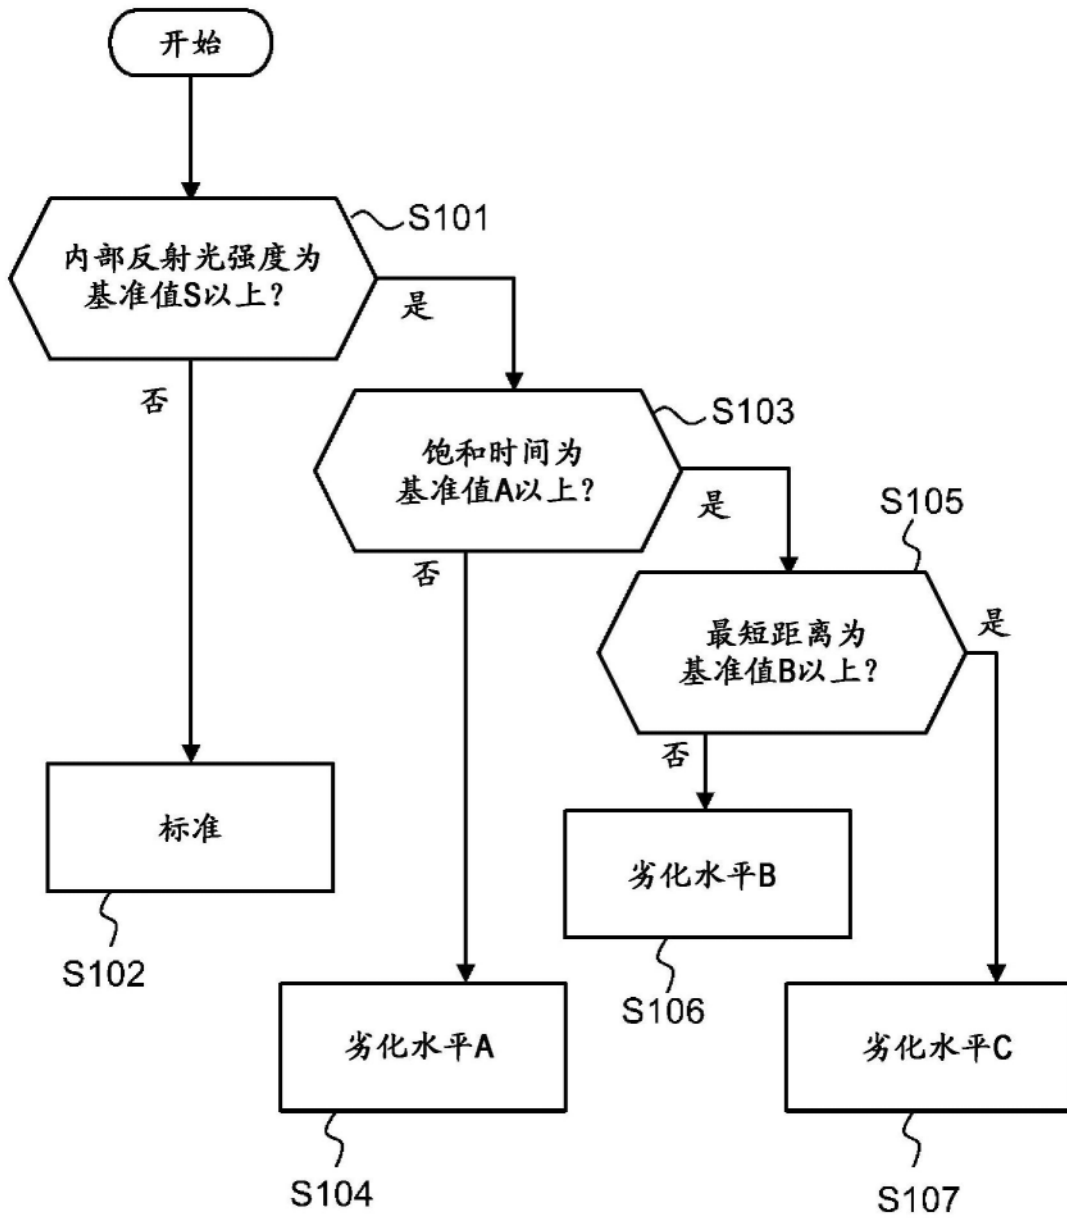 开始
内部反射光强度为
基准值S以上?
S101
是
否
饱和时间为
基准值A以上?
S103
是
否
最短距离为
基准值B以上?
S105
是
否
标准
S102
劣化水平B
S106
劣化水平A
S104
劣化水平C
S107